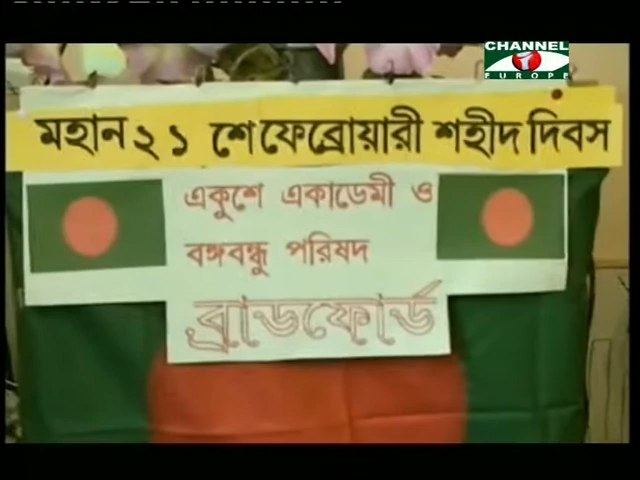 CHANNEL
EUROPE
মহান ২১ শে ফেব্রোয়ারী শহীদ দিবস
একুশে একাডেমী ও
বঙ্গবন্ধু পরিষদ
ব্রাডফোর্ড